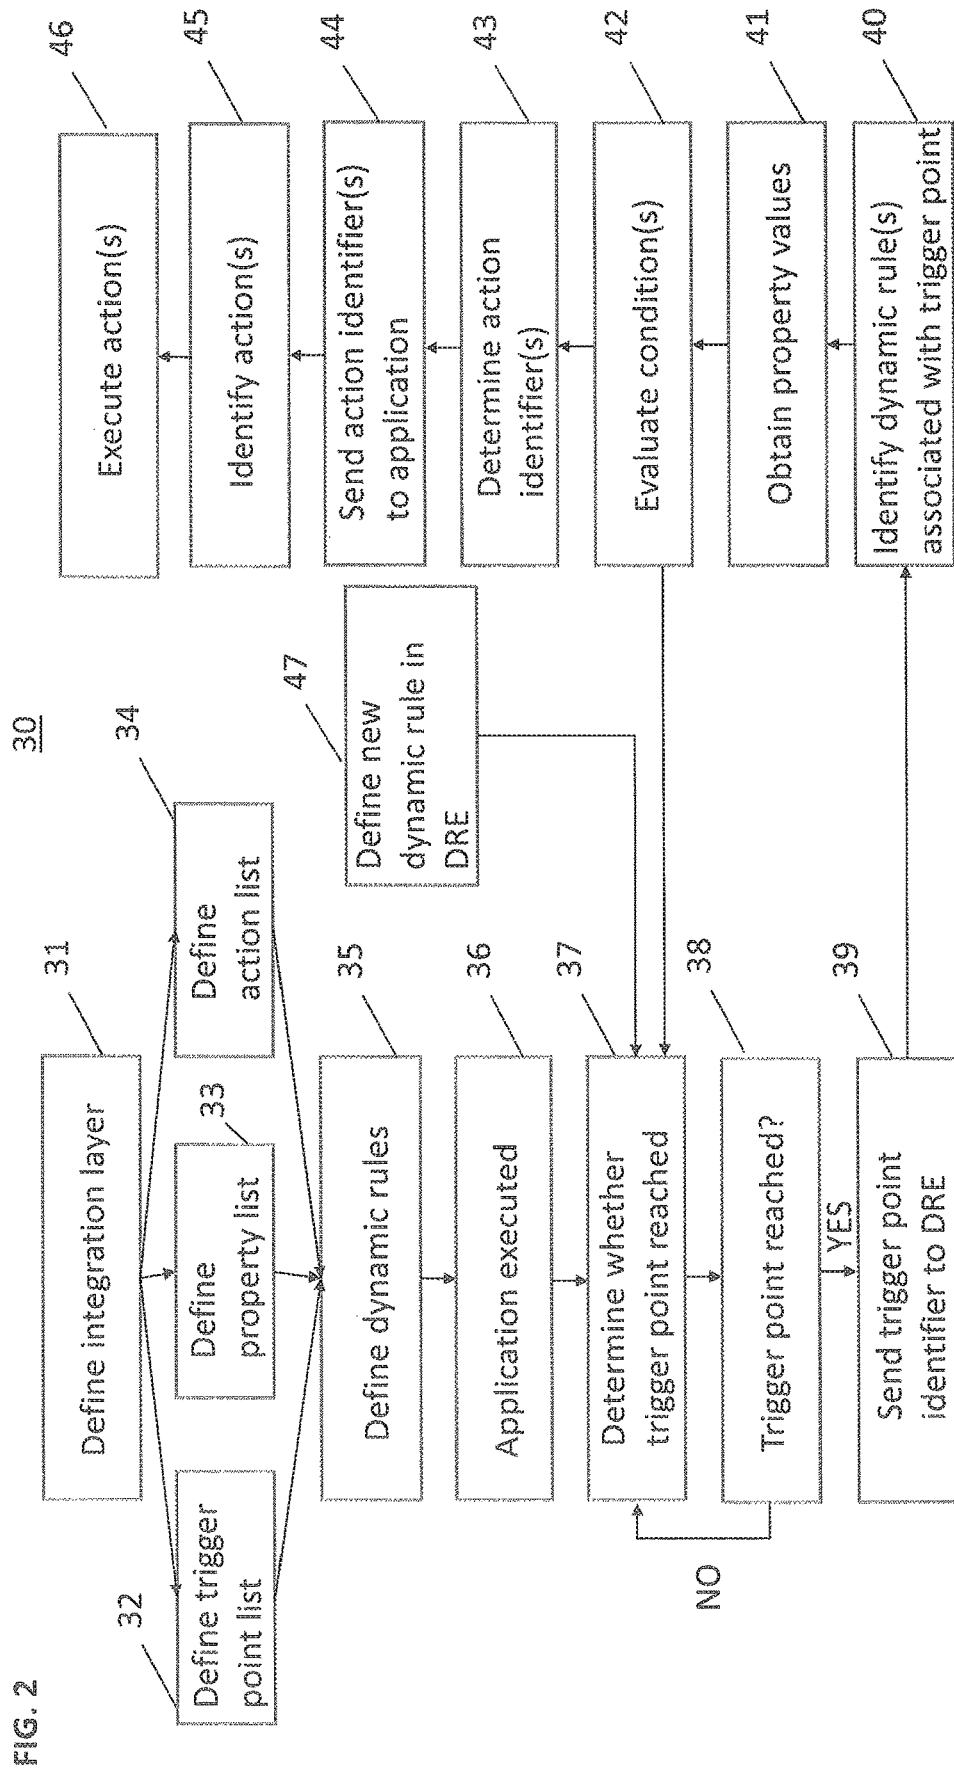 FIG. 2
30
31
Define integration layer
32
Define trigger
point list
33
Define
property list
34
Define
action list
35
Define dynamic rules
36
Application executed
37
Determine whether
trigger point reached
38
Trigger point reached?
NO
YES
39
Send trigger point
identifier to DRE
47
Define new
dynamic rule in
DRE
46
Execute action(s)
45
Identify action(s)
44
Send action identifier(s)
to application
43
Determine action
identifier(s)
42
Evaluate condition(s)
41
Obtain property values
40
Identify dynamic rule(s)
associated with trigger point